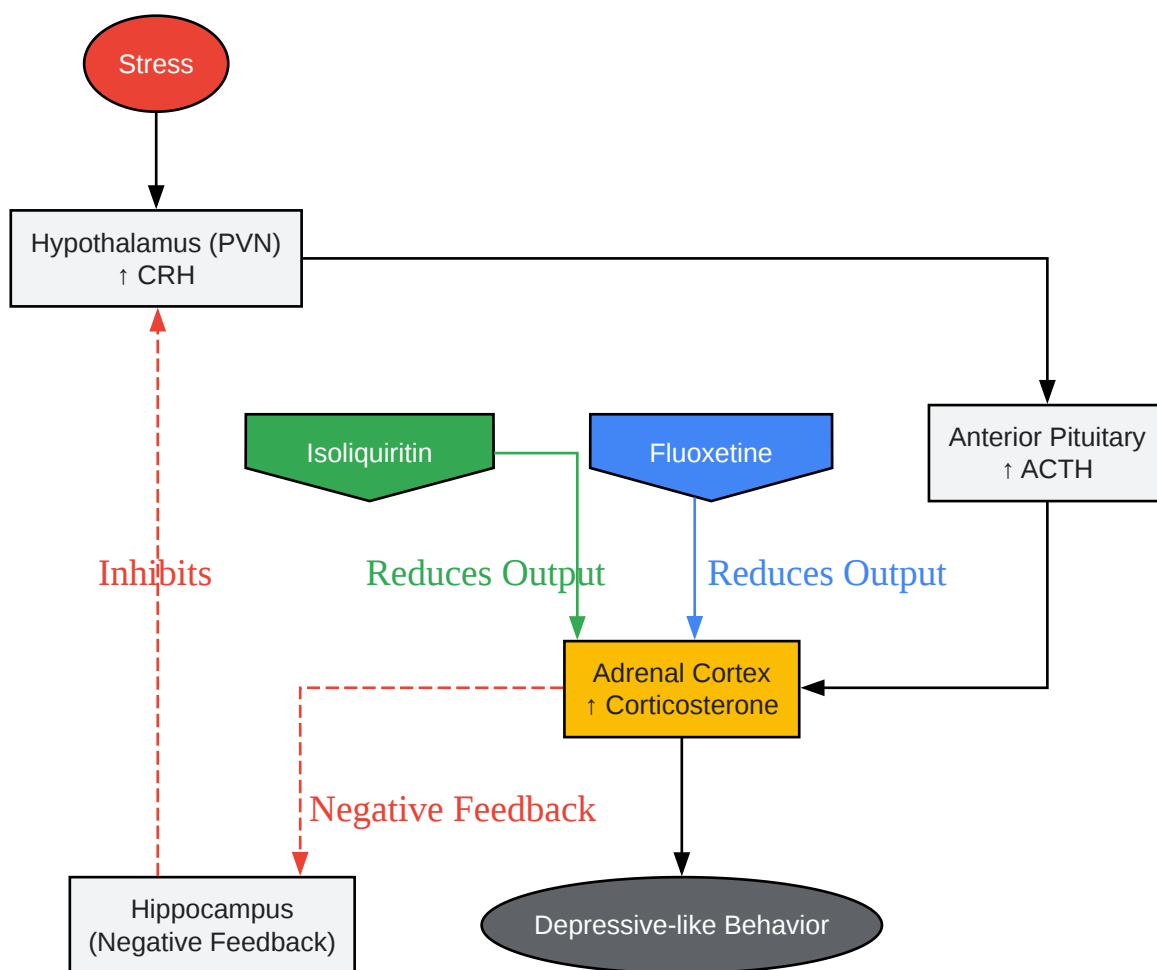 Stress
Hypothalamus (PVN)
↑ CRH
Isoliquiritin
Fluoxetine
Anterior Pituitary
↑ ACTH
Inhibits
Reduces Output
Reduces Output
Adrenal Cortex
↑ Corticosterone
Negative Feedback
Hippocampus
(Negative Feedback)
Depressive-like Behavior